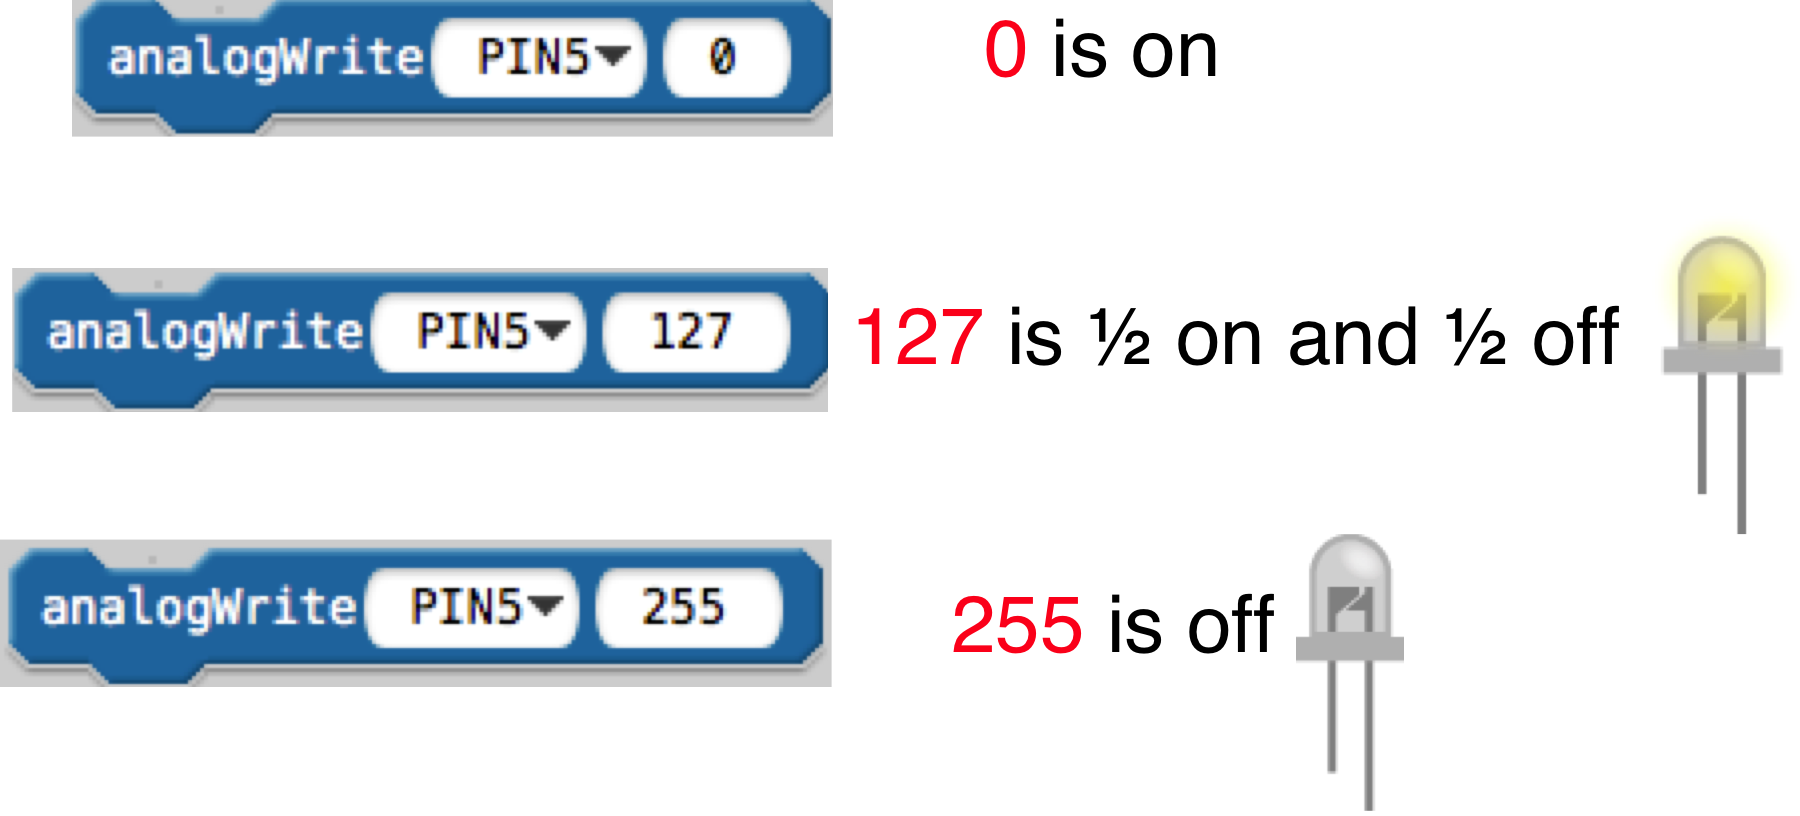 analogWrite PIN5 0 0 is on
analogWrite PIN5 127 127 is ½ on and ½ off
analogWrite PIN5 255 255 is off